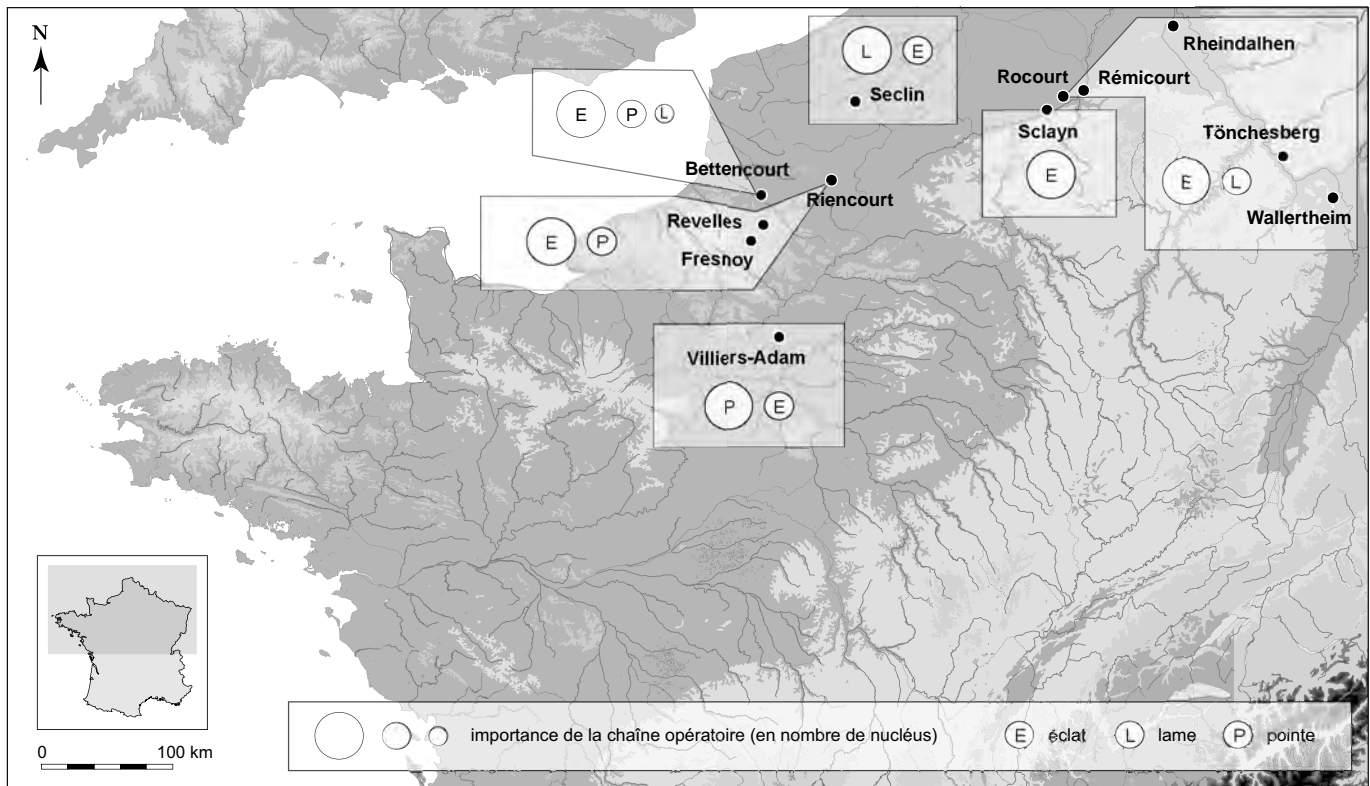 N
L E
Seclin
Rheindalhen
Rocourt
Rémicourt
Sclayn
E
Tönchesberg
E L
Wallertheim
E P L
Bettencourt
Riencourt
Revelles
E P
Fresnoy
Villiers-Adam
P E
0 100 km
importance de la chaîne opératoire (en nombre de nucléus)
E éclat
L lame
P pointe